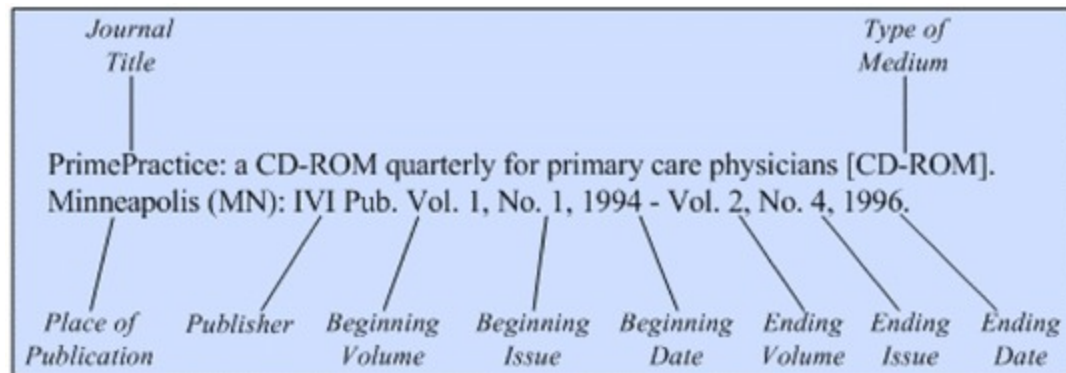 Journal Type of
Title Medium
PrimePractice: a CD-ROM quarterly for primary care physicians [CD-ROM].
Minneapolis (MN): IVI Pub. Vol. 1, No. 1, 1994 - Vol. 2, No. 4, 1996.
Place of Publisher Beginning Beginning Beginning Ending Ending Ending
Publication Volume Issue Date Volume Issue Date